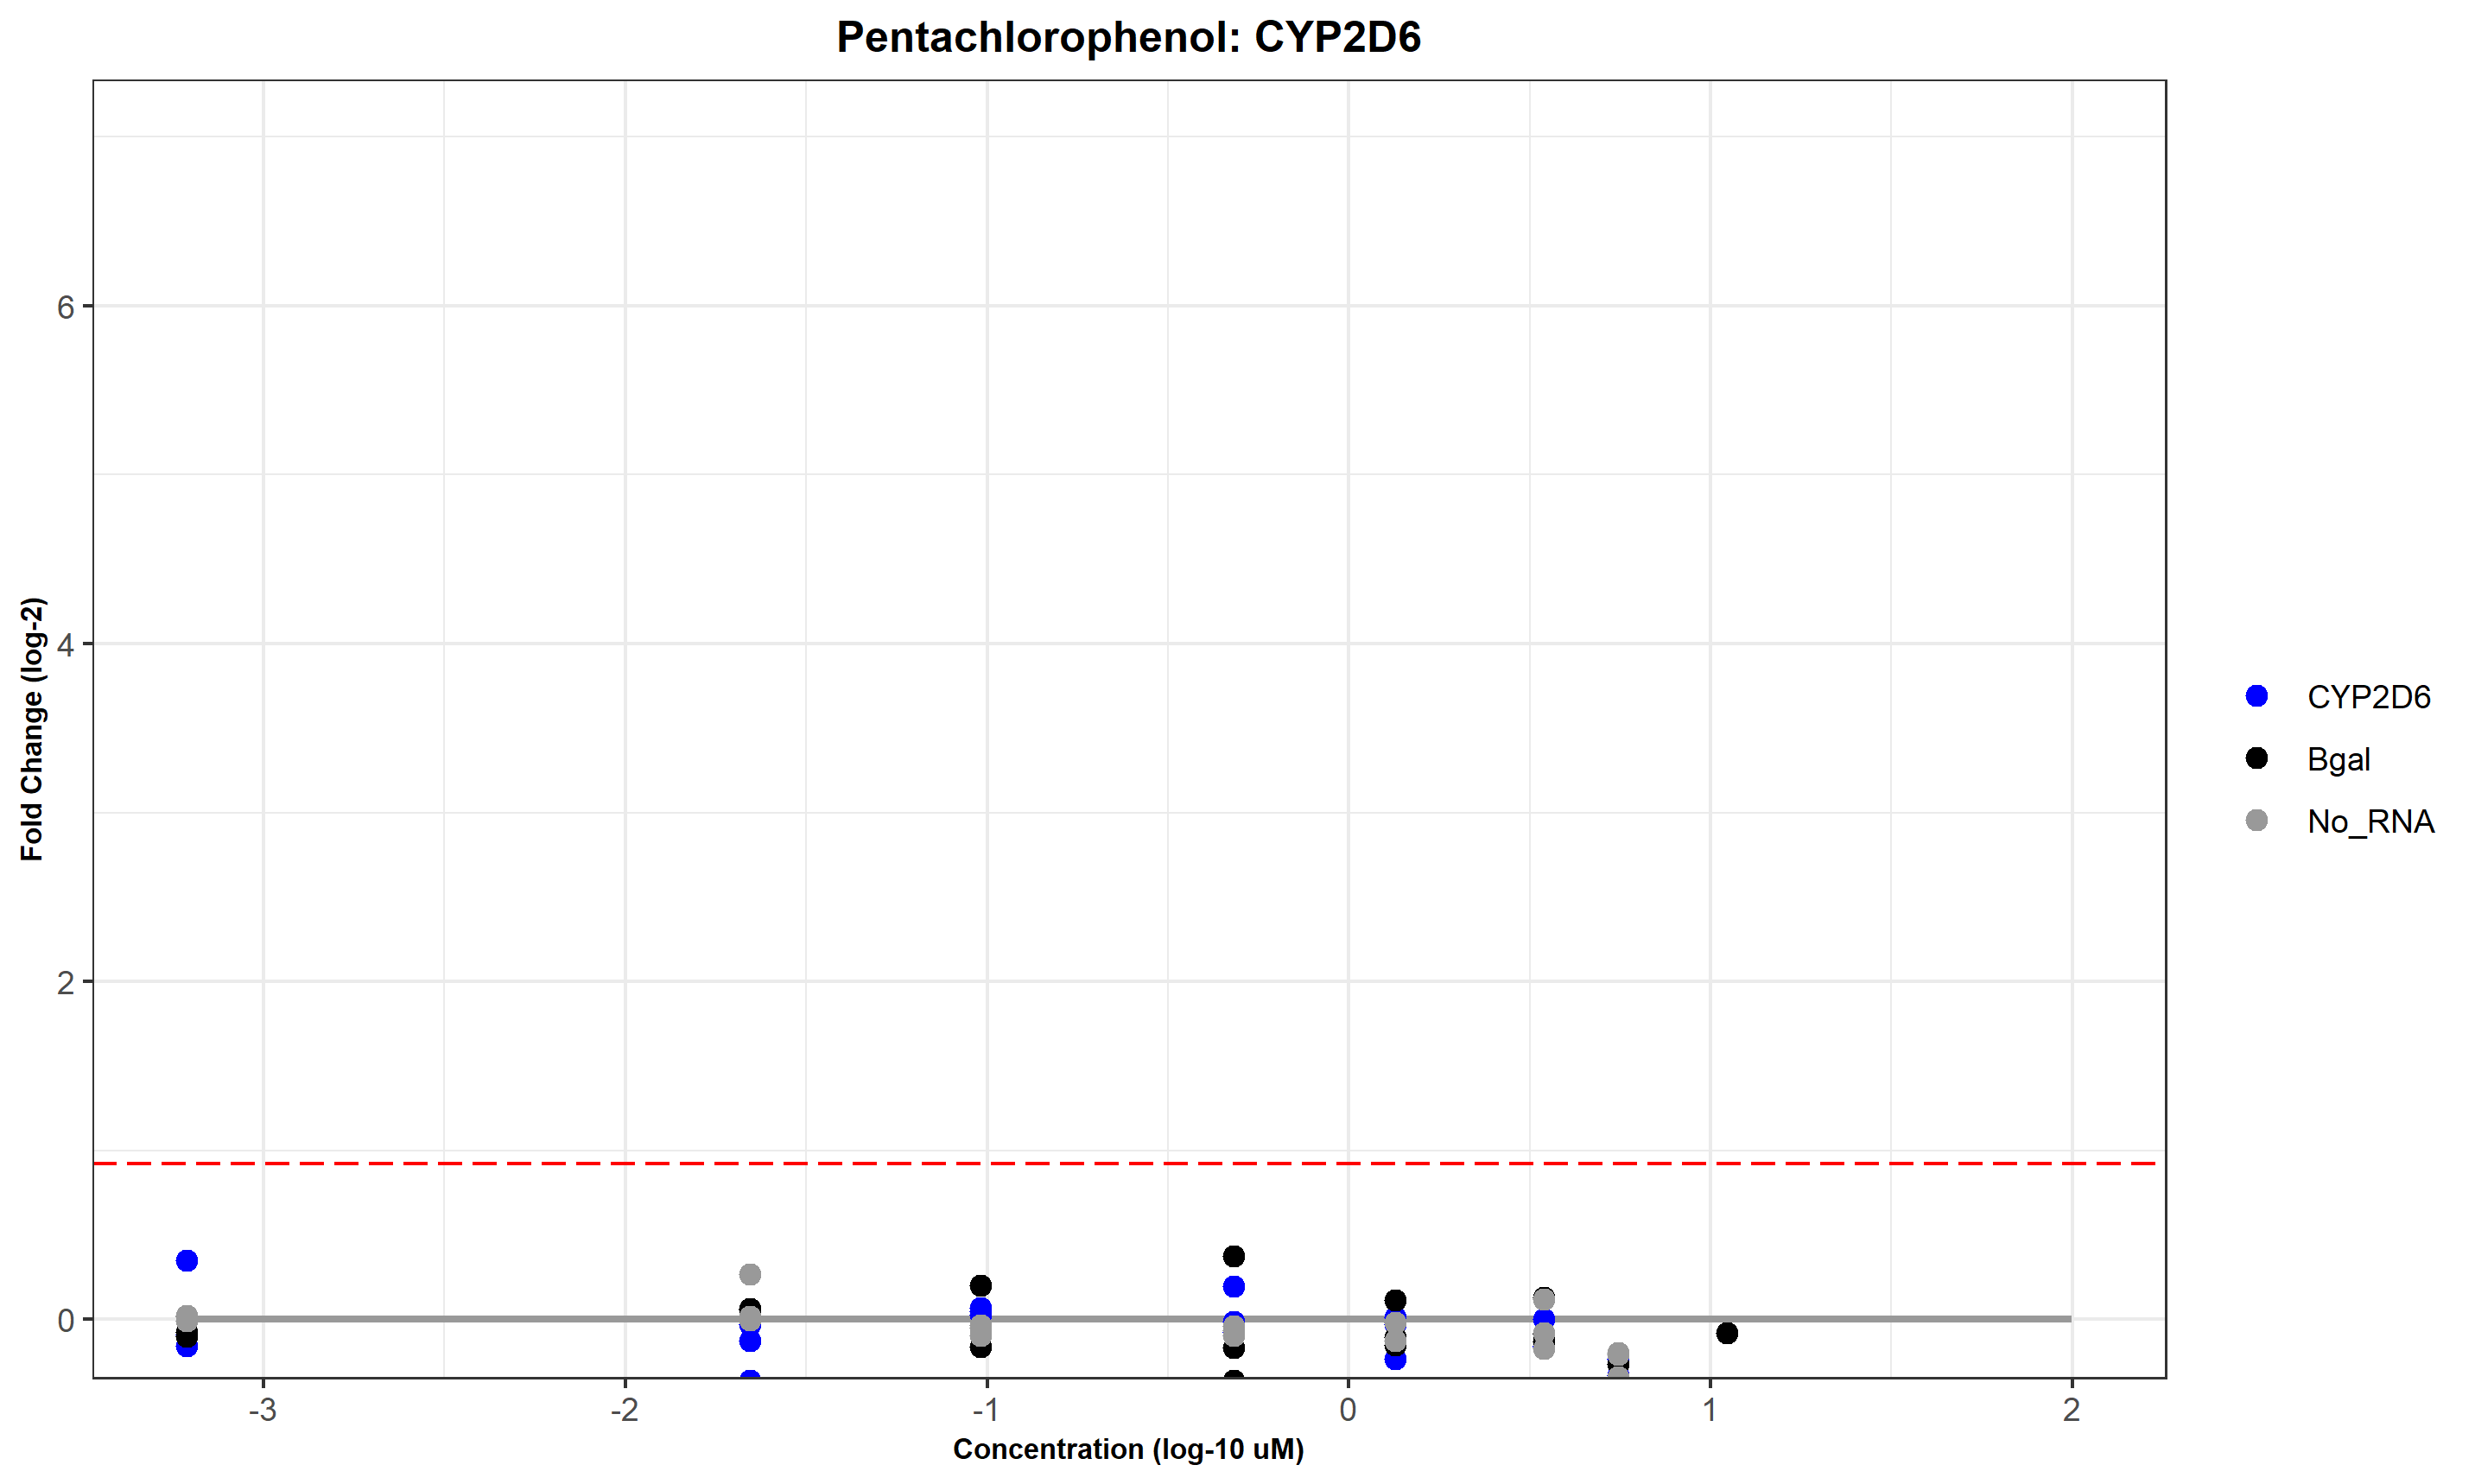 Pentachlorophenol: CYP2D6
Fold Change (log-2)
6
4
2
0
-3
-2
-1
0
1
2
Concentration (log-10 uM)
CYP2D6
Bgal
No_RNA